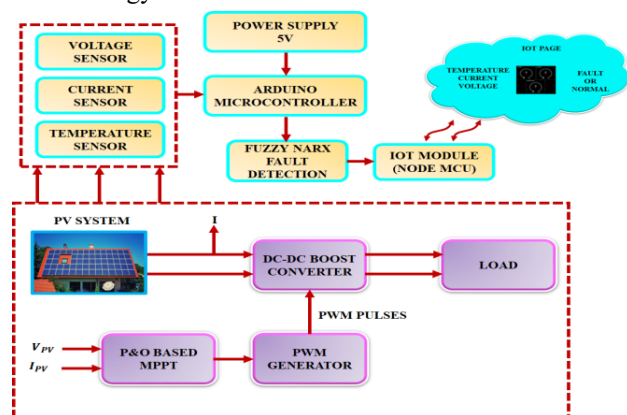 POWER SUPPLY
5V
VOLTAGE
SENSOR
CURRENT
SENSOR
TEMPERATURE
SENSOR
ARDUINO
MICROCONTROLLER
FUZZY NARX
FAULT
DETECTION
IOT MODULE
(NODE MCU)
IOT PAGE
TEMPERATURE
CURRENT
VOLTAGE
FAULT
OR
NORMAL
PV SYSTEM
I
DC-DC BOOST
CONVERTER
LOAD
PWM PULSES
V_PV
I_PV
P&O BASED
MPPT
PWM
GENERATOR